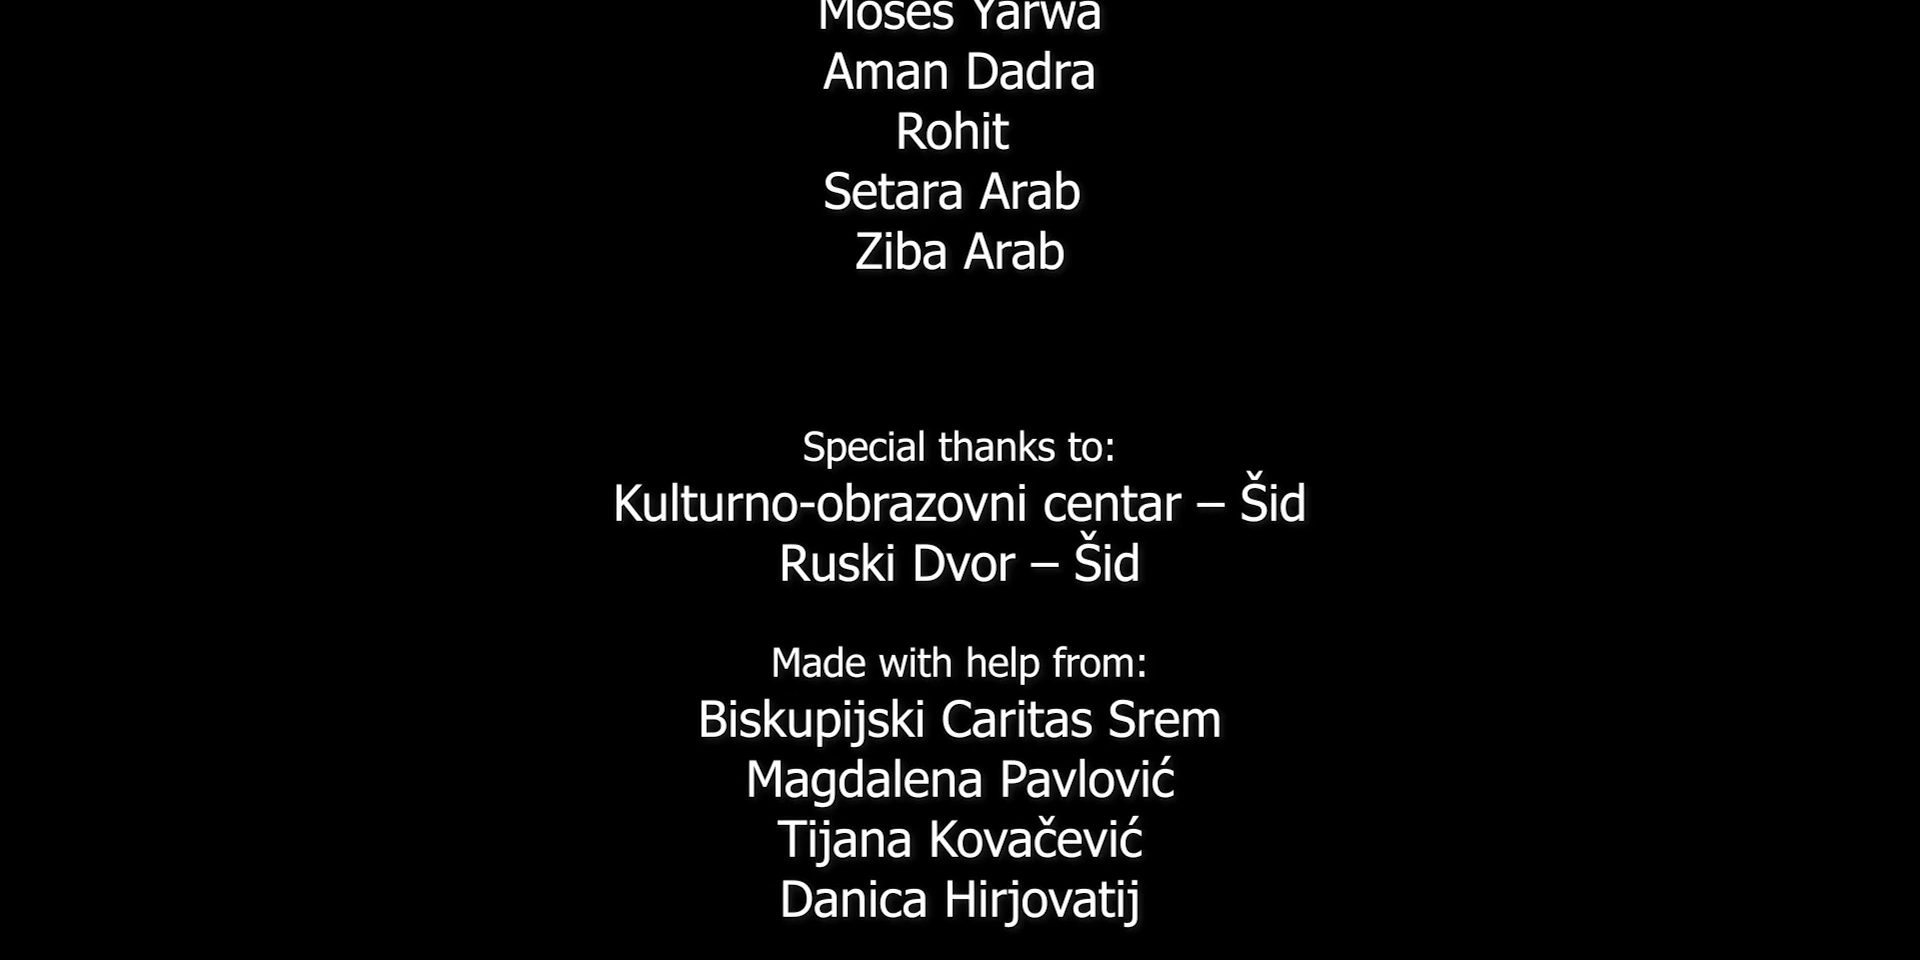 Moses Yarwa
Aman Dadra
Rohit
Setara Arab
Ziba Arab
Special thanks to:
Kulturno-obrazovni centar – Šid
Ruski Dvor – Šid
Made with help from:
Biskupijski Caritas Srem
Magdalena Pavlović
Tijana Kovačević
Danica Hirjovatij